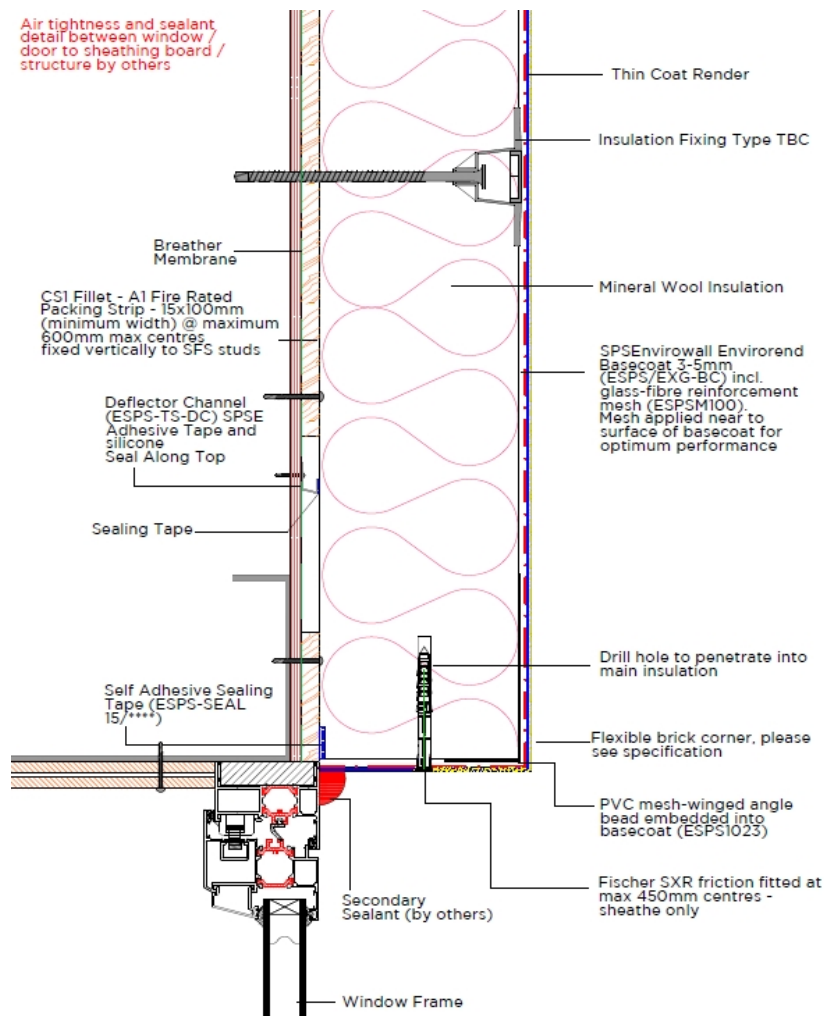 Air tightness and sealant
detail between window /
door to sheathing board /
structure by others
Thin Coat Render
Insulation Fixing Type TBC
Breather
Membrane
Mineral Wool Insulation
CS1 Fillet - A1 Fire Rated
Packing Strip - 15x100mm
(minimum width) @ maximum
600mm max centres
fixed vertically to SFS studs
SPSEnvirowall Envirorend
Basecoat 3-5mm
(ESPS/EXG-BC) incl.
glass-fibre reinforcement
mesh (ESPSM100).
Mesh applied near to
surface of basecoat for
optimum performance
Deflector Channel
(ESPS-TS-DC) SPSE
Adhesive Tape and
silicone
Seal Along Top
Sealing Tape
Drill hole to penetrate into
main insulation
Self Adhesive Sealing
Tape (ESPS-SEAL
15/****)
Flexible brick corner, please
see specification
PVC mesh-winged angle
bead embedded into
basecoat (ESPS1023)
Fischer SXR friction fitted at
max 450mm centres -
sheathe only
Secondary
Sealant (by others)
Window Frame